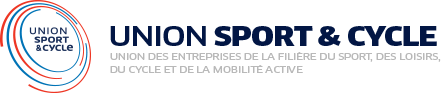 UNION
SPORT
&CYCLE
UNION SPORT & CYCLE
UNION DES ENTREPRISES DE LA FILIÈRE DU SPORT, DES LOISIRS,
DU CYCLE ET DE LA MOBILITÉ ACTIVE